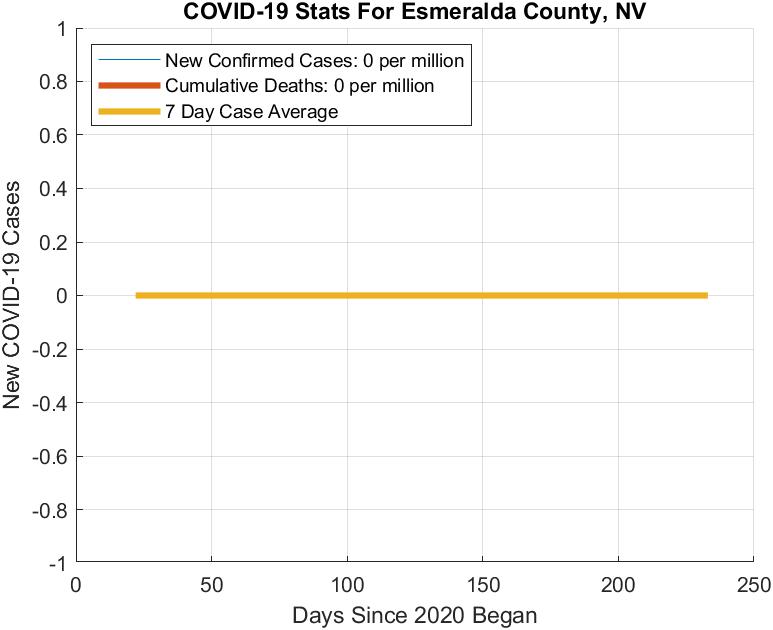 COVID-19 Stats For Esmeralda County, NV
New Confirmed Cases: 0 per million
Cumulative Deaths: 0 per million
7 Day Case Average
New COVID-19 Cases
1
0.8
0.6
0.4
0.2
0
-0.2
-0.4
-0.6
-0.8
-1
0 50 100 150 200 250
Days Since 2020 Began